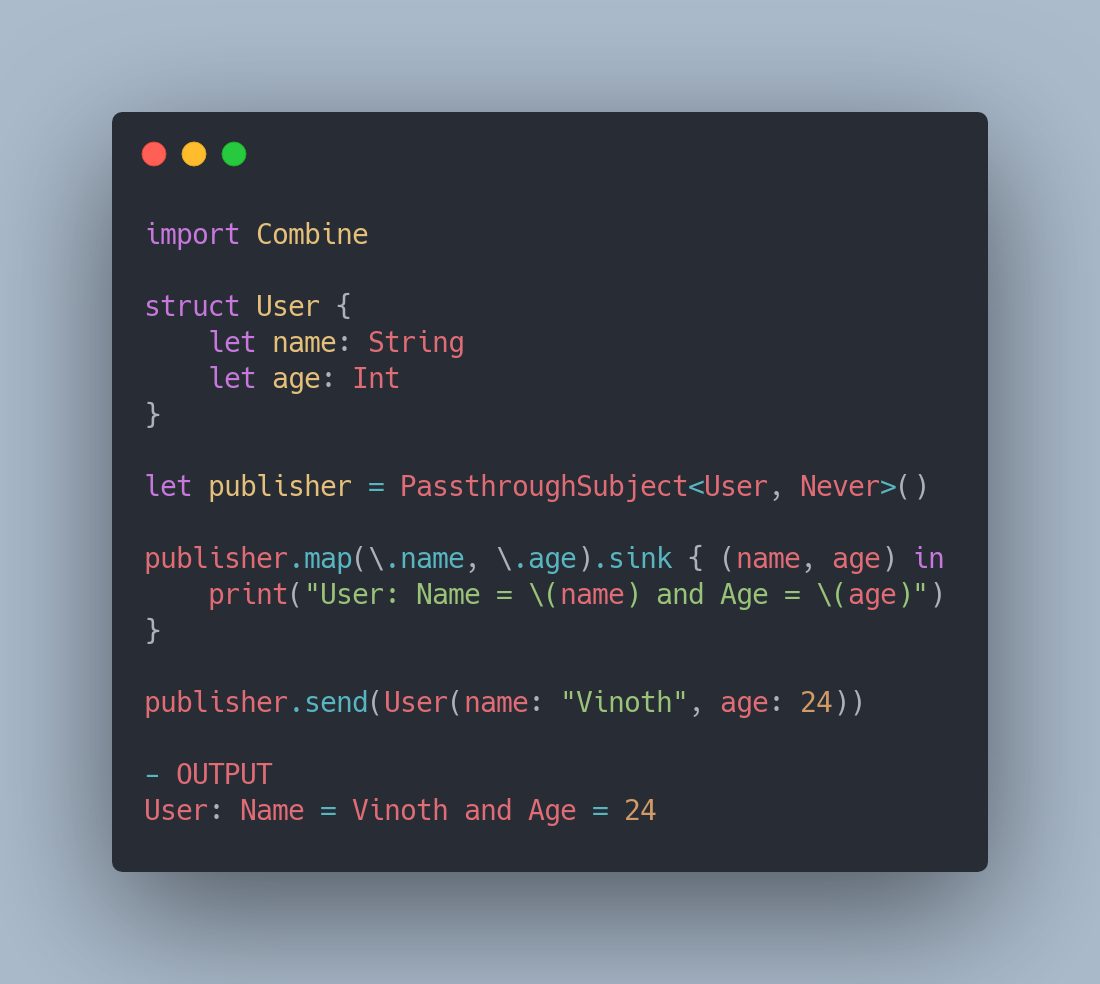 import Combine
struct User {
    let name: String
    let age: Int
}
let publisher = PassthroughSubject<User, Never>()
publisher.map(\.name, \.age).sink { (name, age) in
    print("User: Name = \(name) and Age = \(age)")
}
publisher.send(User(name: "Vinoth", age: 24))
- OUTPUT
User: Name = Vinoth and Age = 24